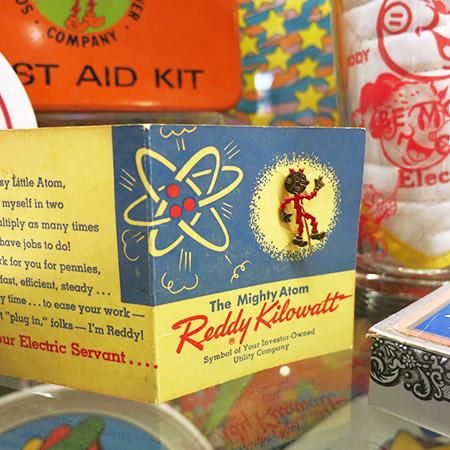 COMPANY
ST AID KIT
sy Little Atom,
myself in two
ultiply as many times
have jobs to do!
rk for you for pennies,
fast, efficient, steady...
y time... to ease your work—
t "plug in," folks—I'm Reddy!
our Electric Servant....
The Mighty Atom
Reddy Kilowatt
®
Symbol of Your Investor-Owned
Utility Company
Elec